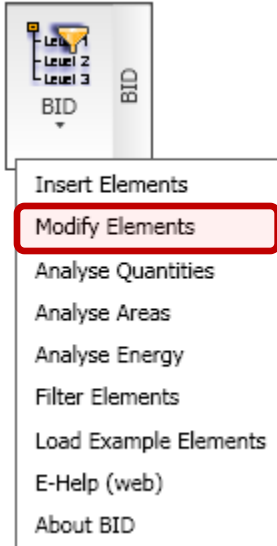 Level 1
Level 2
Level 3
BID
BID
Insert Elements
Modify Elements
Analyse Quantities
Analyse Areas
Analyse Energy
Filter Elements
Load Example Elements
E-Help (web)
About BID